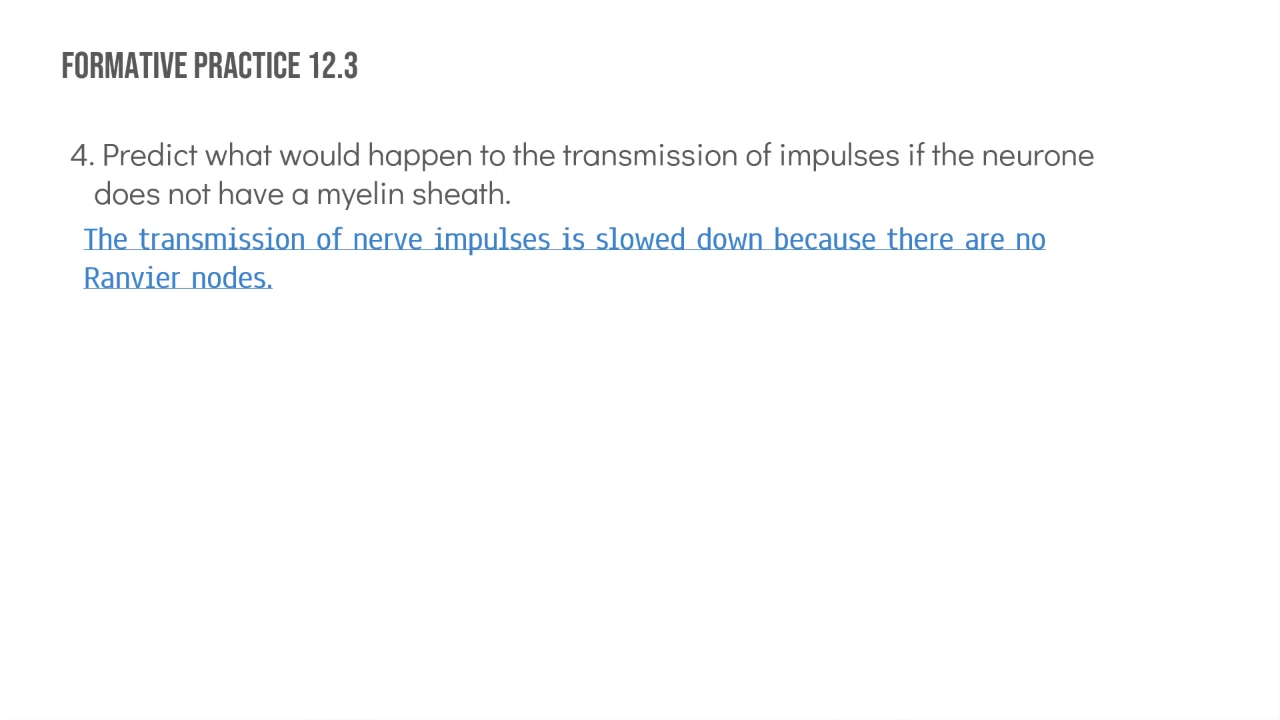 FORMATIVE PRACTICE 12.3
4. Predict what would happen to the transmission of impulses if the neurone
does not have a myelin sheath.
The transmission of nerve impulses is slowed down because there are no
Ranvier nodes.